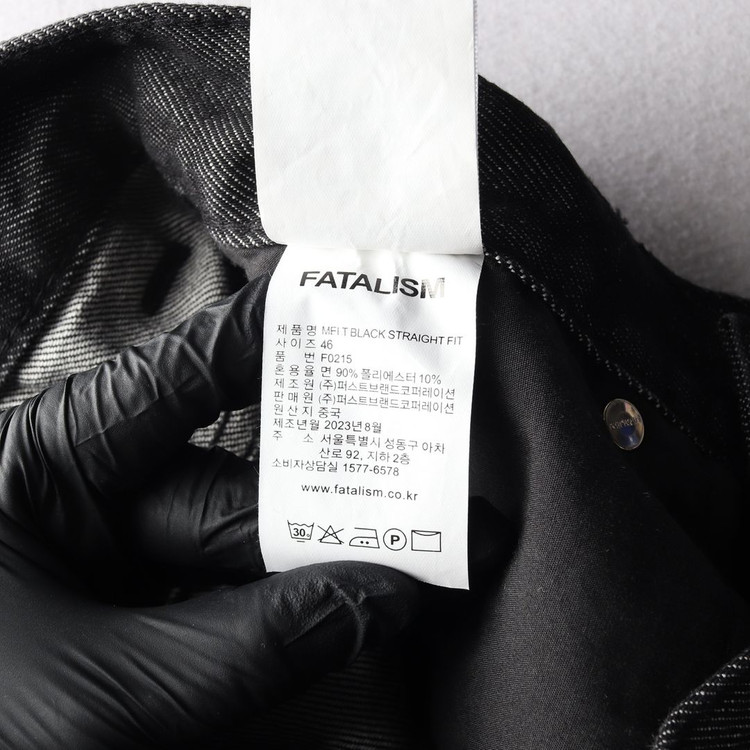 FATALISM
제 품 명 MFIT BLACK STRAIGHT FIT
사 이 즈 46
품 번 F0215
혼 용 율 면 90% 폴리에스터 10%
제 조 원 (주)퍼스트브랜드코퍼레이션
판 매 원 (주)퍼스트브랜드코퍼레이션
원 산 지 중국
제조년월 2023년 8월
주 소 서울특별시 성동구 아차
산로 92, 지하 2층
소비자상담실 1577-6578
www.fatalism.co.kr
30 P